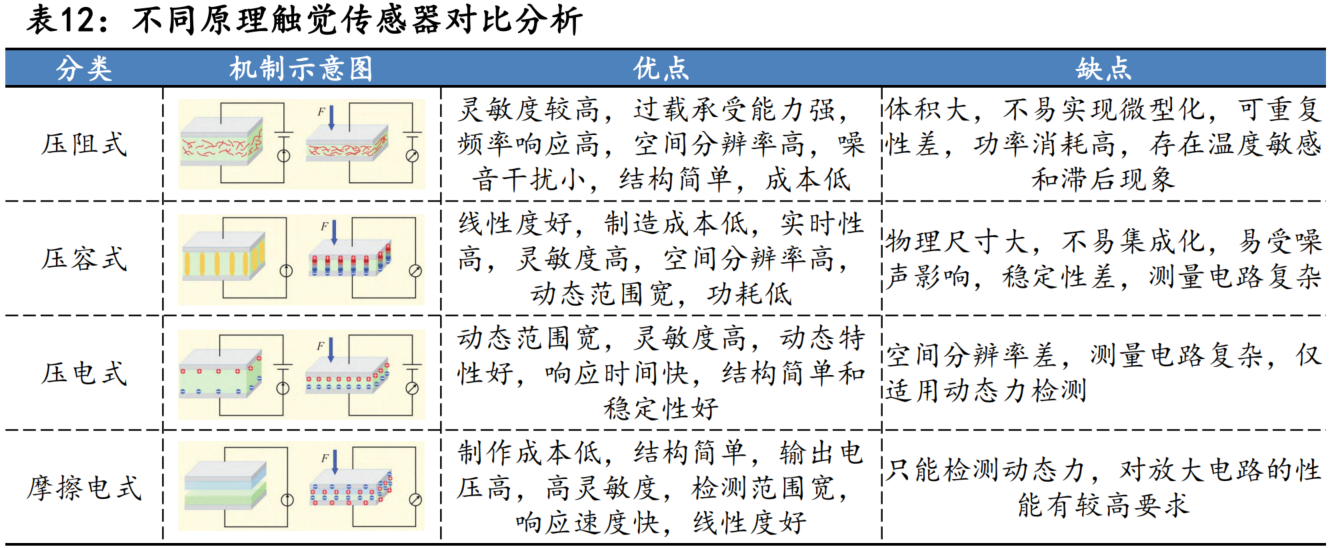 表12：不同原理触觉传感器对比分析
分类 机制示意图 优点 缺点
压阻式
F
灵敏度较高，过载承受能力强，
频率响应高，空间分辨率高，噪
音干扰小，结构简单，成本低
体积大，不易实现微型化，可重复
性差，功率消耗高，存在温度敏感
和滞后现象
压容式
F
线性度好，制造成本低，实时性
高，灵敏度高，空间分辨率高，
动态范围宽，功耗低
物理尺寸大，不易集成化，易受噪
声影响，稳定性差，测量电路复杂
压电式
F
动态范围宽，灵敏度高，动态特
性好，响应时间快，结构简单和
稳定性好
空间分辨率差，测量电路复杂，仅
适用动态力检测
摩擦电式
F
制作成本低，结构简单，输出电
压高，高灵敏度，检测范围宽，
响应速度快，线性度好
只能检测动态力，对放大电路的性
能有较高要求